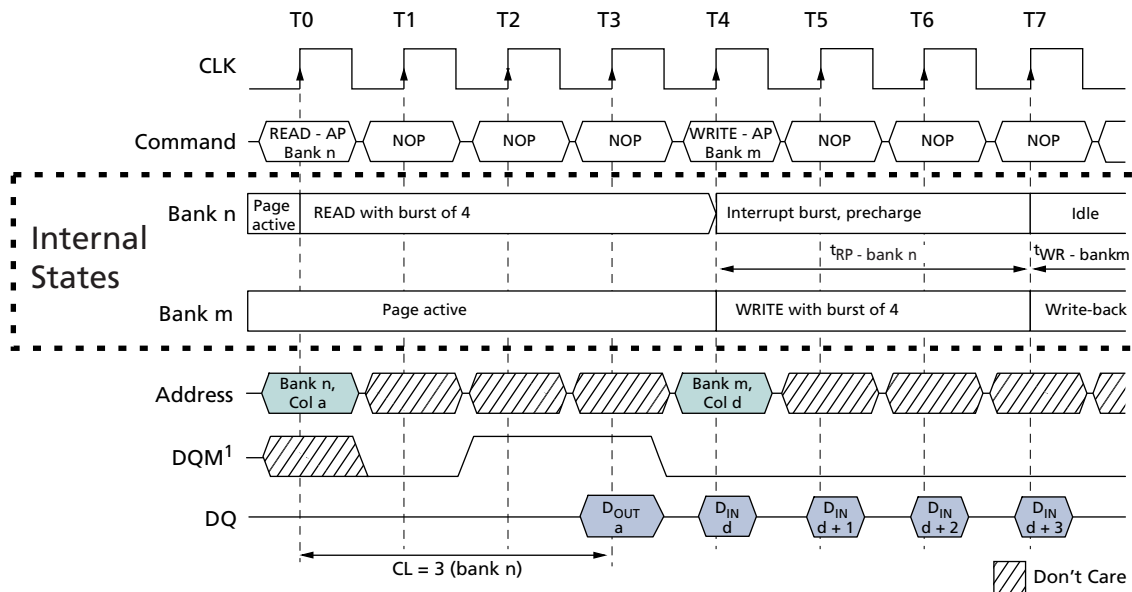 T0 T1 T2 T3 T4 T5 T6 T7
CLK
Command
READ - AP
Bank n
NOP
NOP
NOP
WRITE - AP
Bank m
NOP
NOP
NOP
Internal
States
Bank n
Page
active
READ with burst of 4
Interrupt burst, precharge
Idle
tRP - bank n
tWR - bankm
Bank m
Page active
WRITE with burst of 4
Write-back
Address
Bank n,
Col a
Bank m,
Col d
DQM1
DQ
DOUT
a
DIN
d
DIN
d + 1
DIN
d + 2
DIN
d + 3
CL = 3 (bank n)
Don't Care